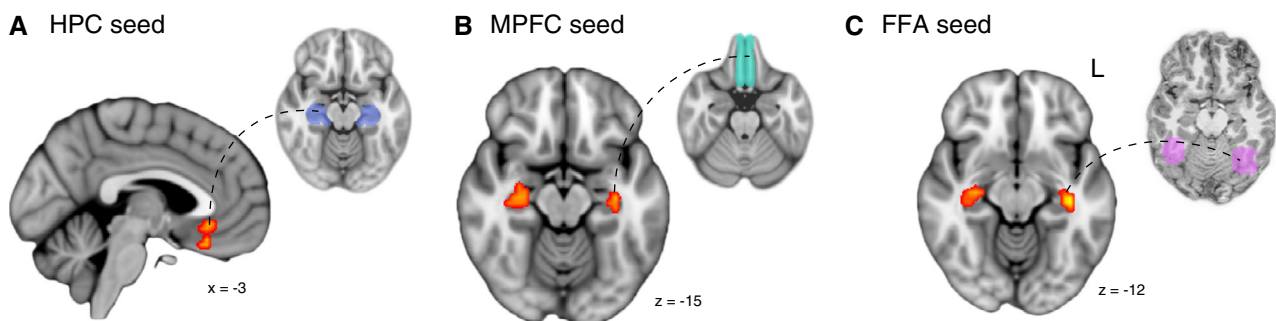 A HPC seed
B MPFC seed
C FFA seed
L
x = -3
z = -15
z = -12